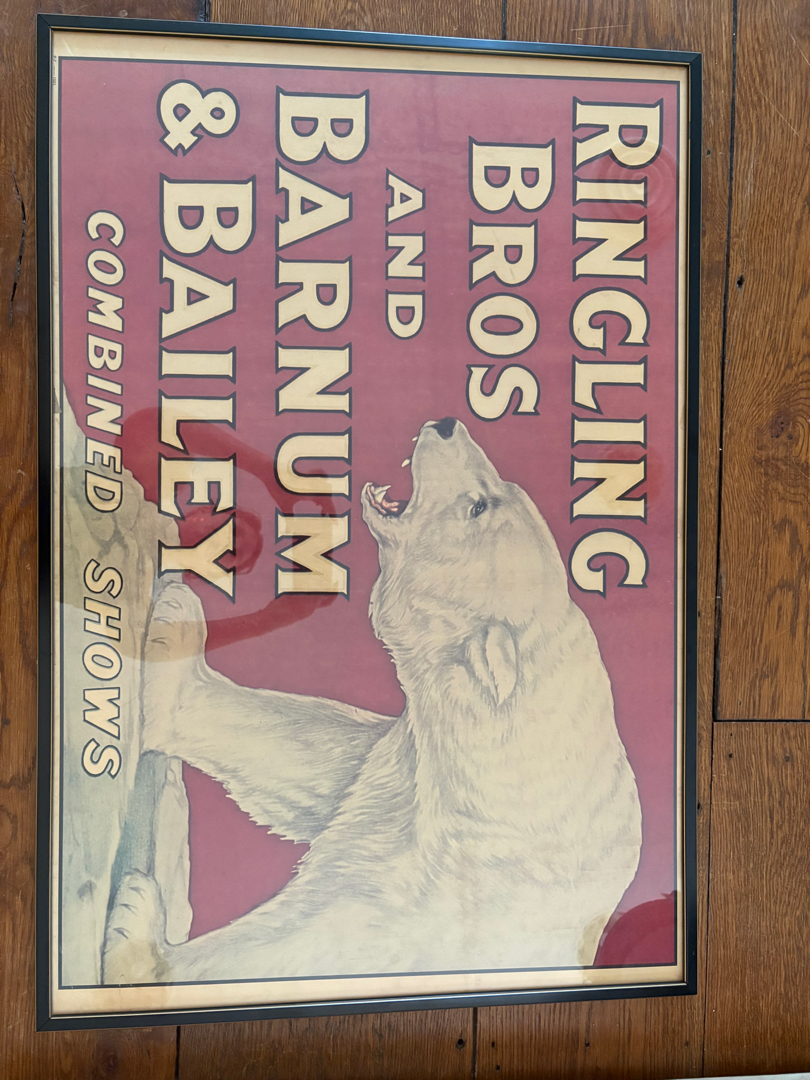 RINGLING
BROS
AND
BARNUM
& BAILEY
COMBINED SHOWS